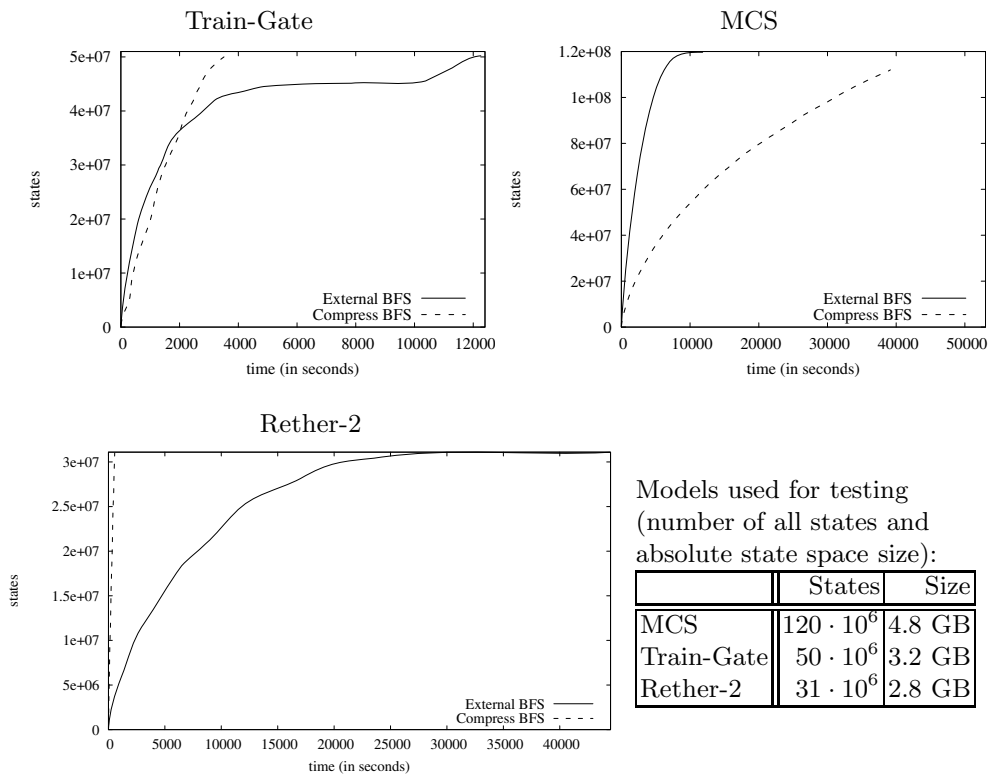 Train-Gate
5e+07
4e+07
3e+07
2e+07
1e+07
0
states
External BFS
Compress BFS
0 2000 4000 6000 8000 10000 12000
time (in seconds)
MCS
1.2e+08
1e+08
8e+07
6e+07
4e+07
2e+07
0
states
External BFS
Compress BFS
0 10000 20000 30000 40000 50000
time (in seconds)
Rether-2
3e+07
2.5e+07
2e+07
1.5e+07
1e+07
5e+06
0
states
External BFS
Compress BFS
0 5000 10000 15000 20000 25000 30000 35000 40000
time (in seconds)
Models used for testing
(number of all states and
absolute state space size):
States Size
MCS 120 · 10⁶ 4.8 GB
Train-Gate 50 · 10⁶ 3.2 GB
Rether-2 31 · 10⁶ 2.8 GB